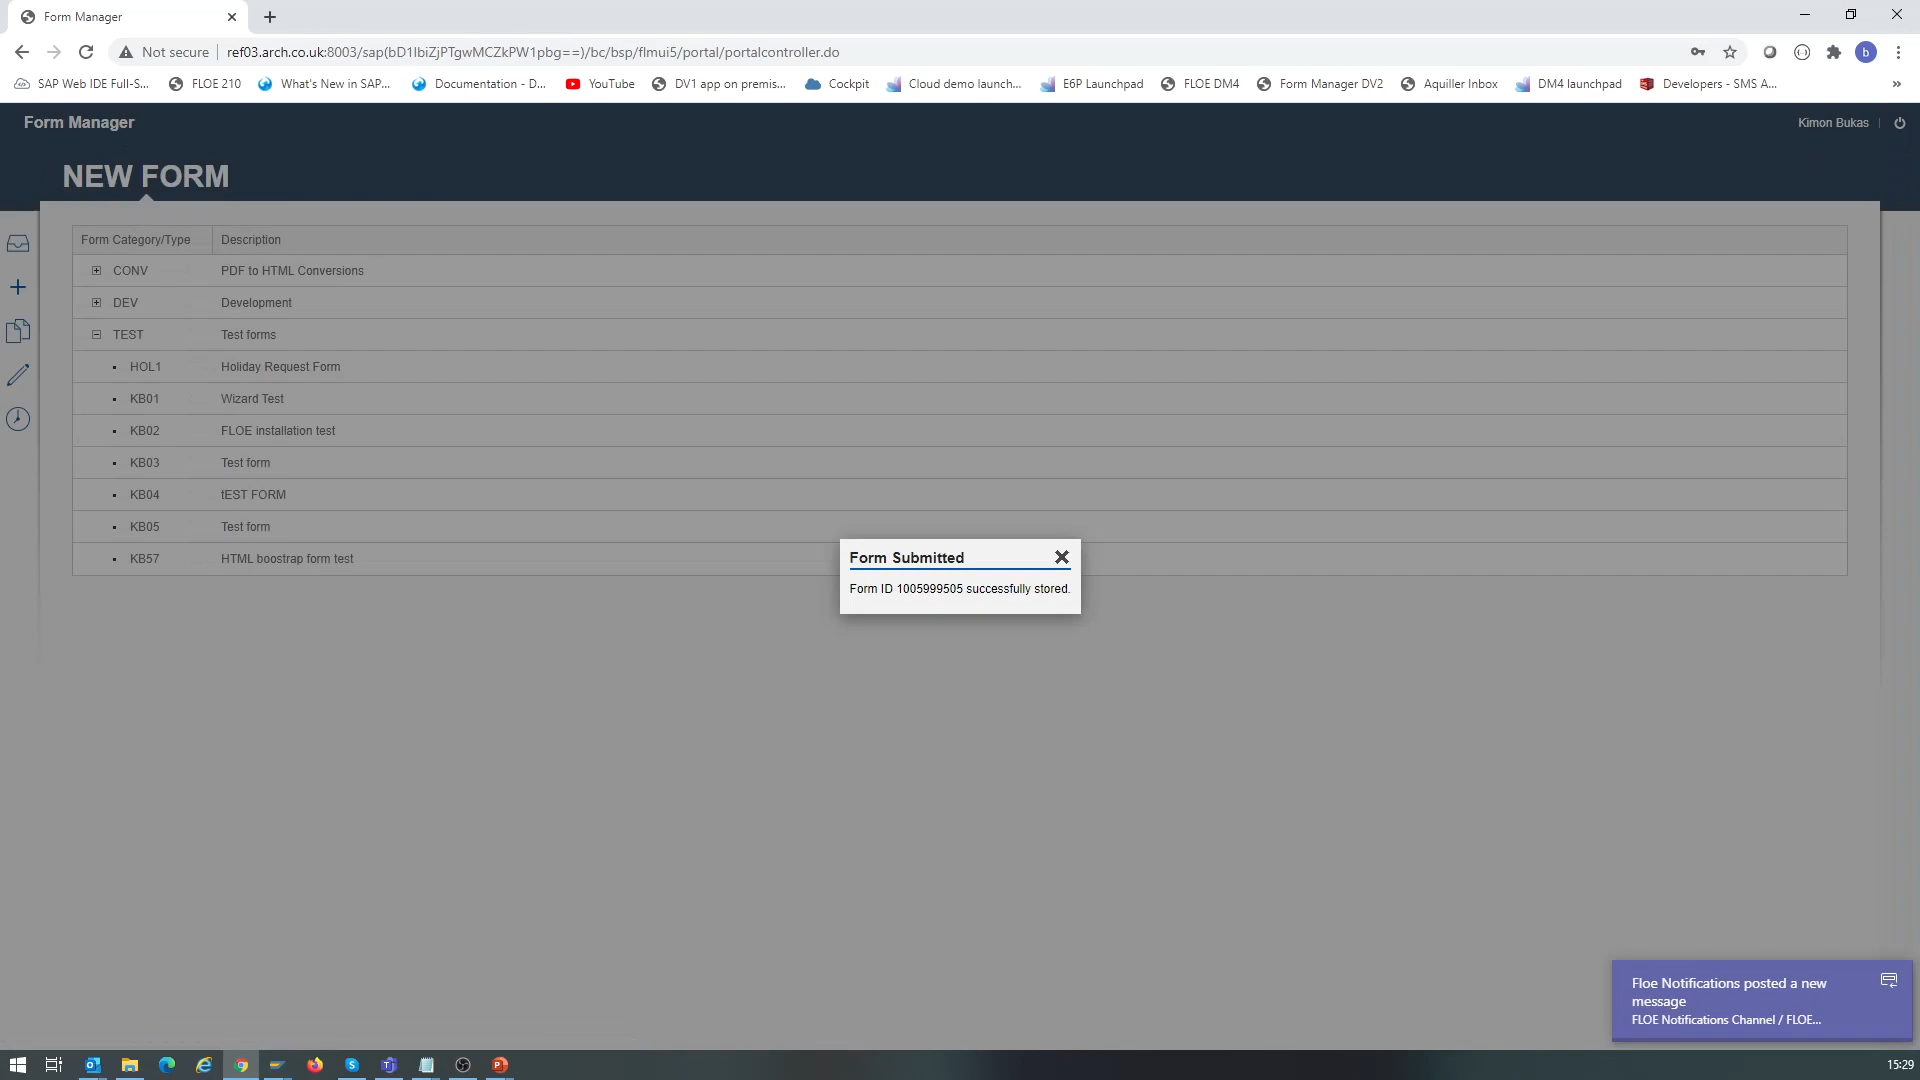 Form Manager
Not secure
ref03.arch.co.uk:8003/sap(bD1lbiZjPTgwMCZkPW1pbg==)/bc/bsp/flmui5/portal/portalcontroller.do
b
SAP Web IDE Full-S...
FLOE 210
What's New in SAP...
Documentation - D...
YouTube
DV1 app on premis...
Cockpit
Cloud demo launch...
E6P Launchpad
FLOE DM4
Form Manager DV2
Aquiller Inbox
DM4 launchpad
Developers - SMS A...
»
Form Manager
Kimon Bukas
NEW FORM
Form Category/Type Description
CONV PDF to HTML Conversions
DEV Development
TEST Test forms
HOL1 Holiday Request Form
KB01 Wizard Test
KB02 FLOE installation test
KB03 Test form
KB04 tEST FORM
KB05 Test form
KB57 HTML boostrap form test
Form Submitted
Form ID 1005999505 successfully stored.
Floe Notifications posted a new
message
FLOE Notifications Channel / FLOE...
15:29